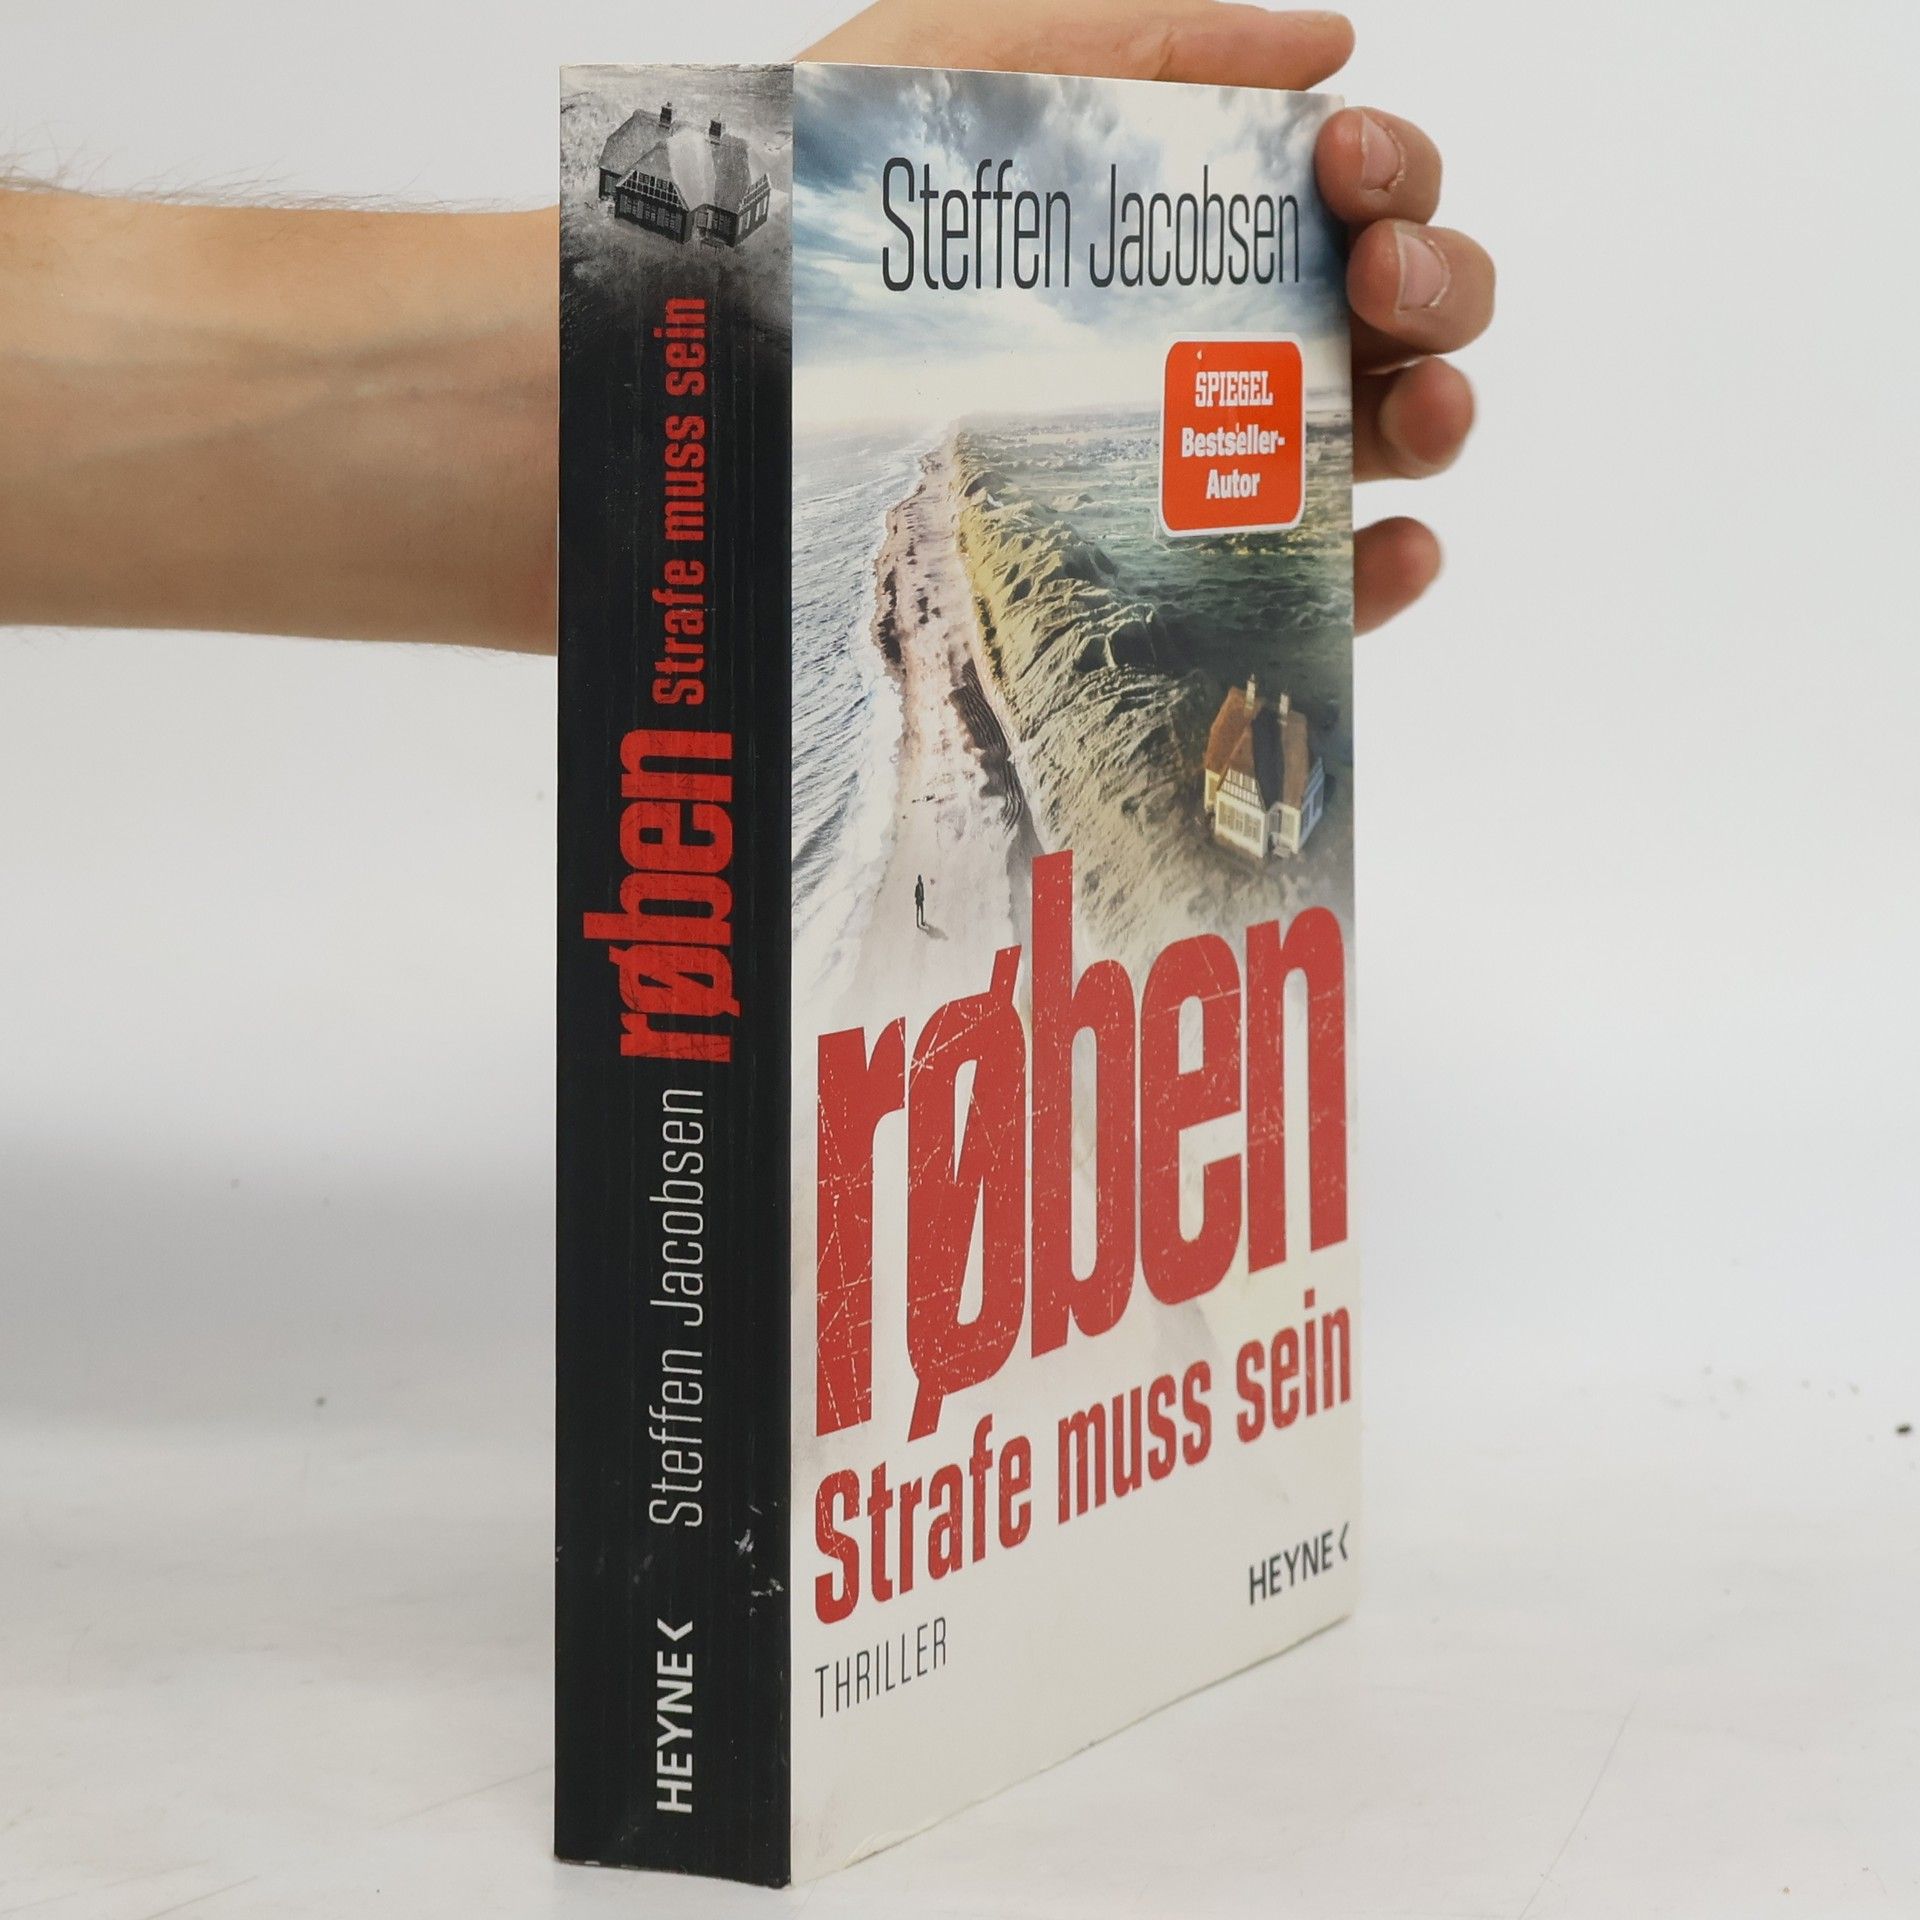 Steffen Jacobsen
SPIEGEL
Bestseller-
Autor
røben
Strafe muss sein
THRILLER
HEYNE<
HEYNE< Steffen Jacobsen røben Strafe muss sein